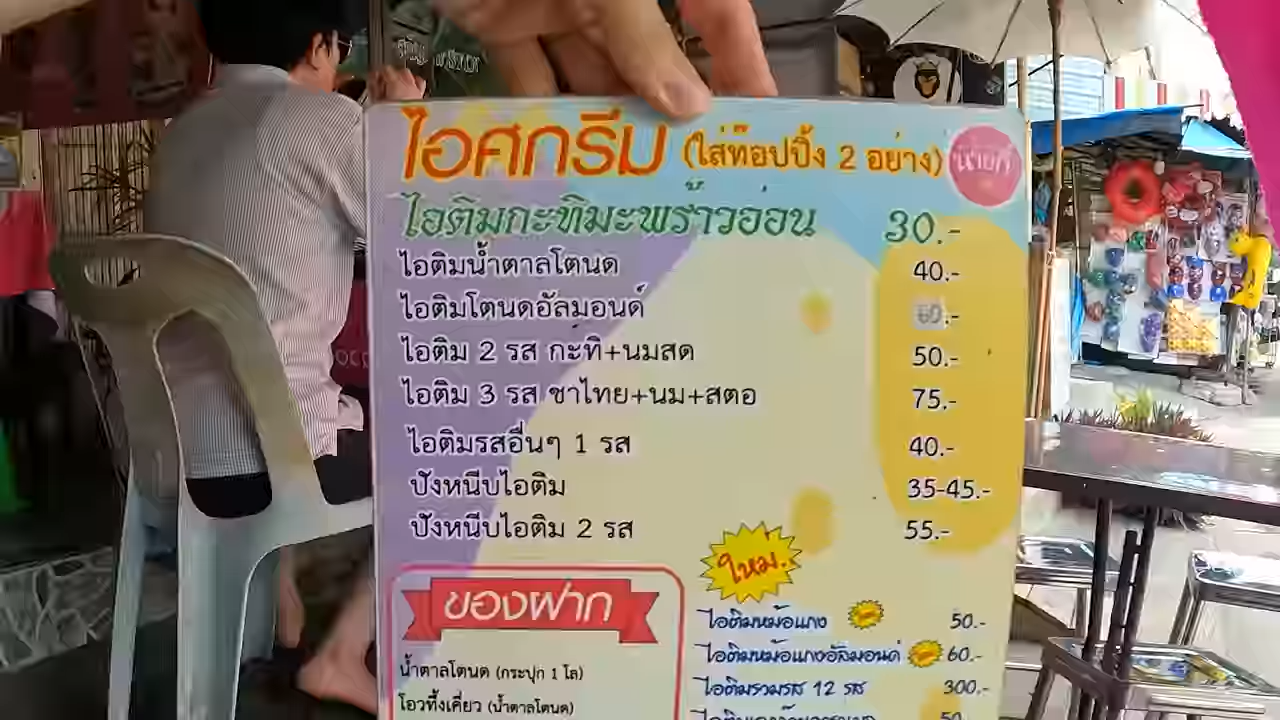 ไอศกรีม (ใส่ท๊อปปิ้ง 2 อย่าง)
ไอติมกะทิมะพร้าวอ่อน 30.-
ไอติมน้ำตาลโตนด 40.-
ไอติมโตนดอัลมอนด์ 60.-
ไอติม 2 รส กะทิ+นมสด 50.-
ไอติม 3 รส ชาไทย+นม+สตอ 75.-
ไอติมรสอื่นๆ 1 รส 40.-
ปังหนีบไอติม 35-45.-
ปังหนีบไอติม 2 รส 55.-
ใหม่
ไอติมหม้อแกง 50.-
ไอติมหม้อแกงอัลมอนด์ 60.-
ไอติมรวมรส 12 รส 300.-
ของฝาก
น้ำตาลโตนด (กระปุก 1 โล)
โอวทึ้งเคี่ยว (น้ำตาลโตนด)